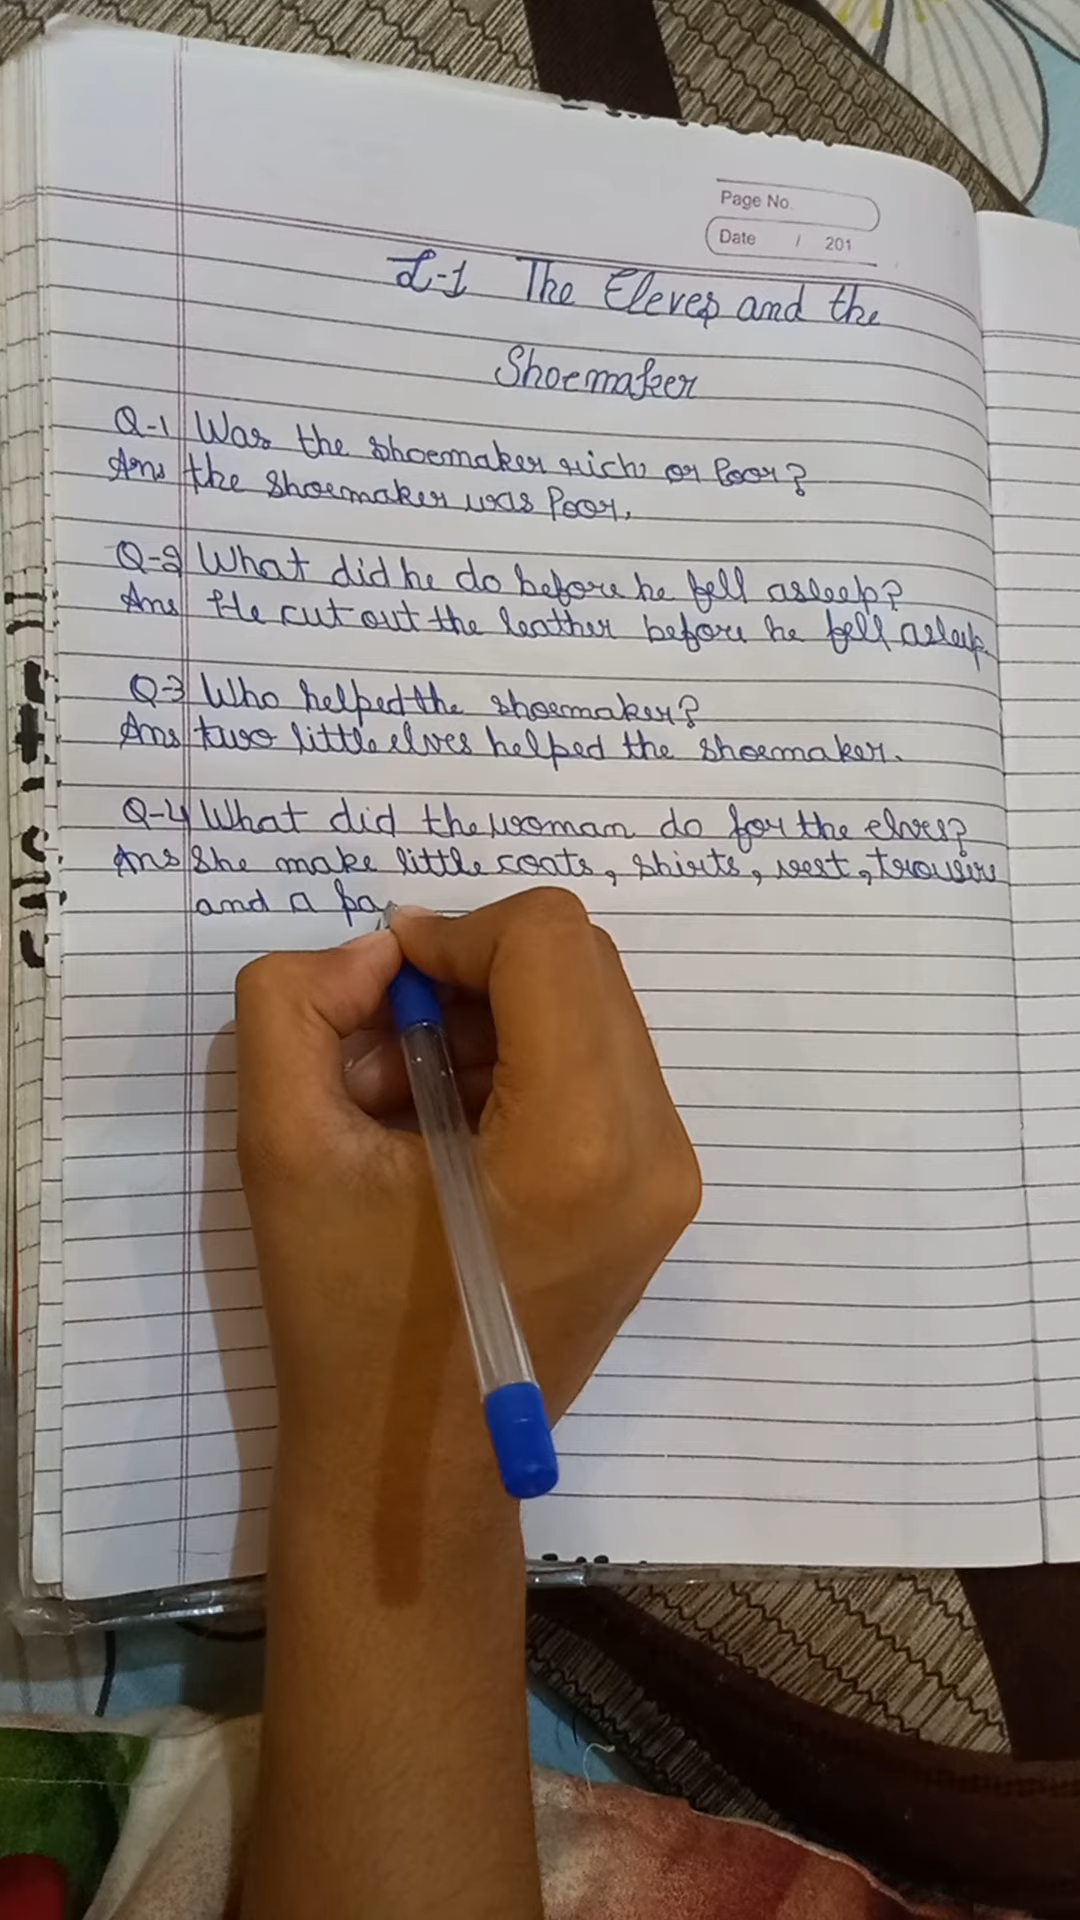 Page No.
Date / 201
L-1 The Eleves and the
Shoemaker
Q-1 Was the shoemaker rich or Poor?
Ans the shoemaker was Poor.
Q-2 What did he do before he fell asleep?
Ans He cut out the leather before he fell asleep.
Q-3 Who helped the shoemaker?
Ans two little elves helped the shoemaker.
Q-4 What did the woman do for the elves?
Ans She make little coats, shirts, vest, trousers
and a pa